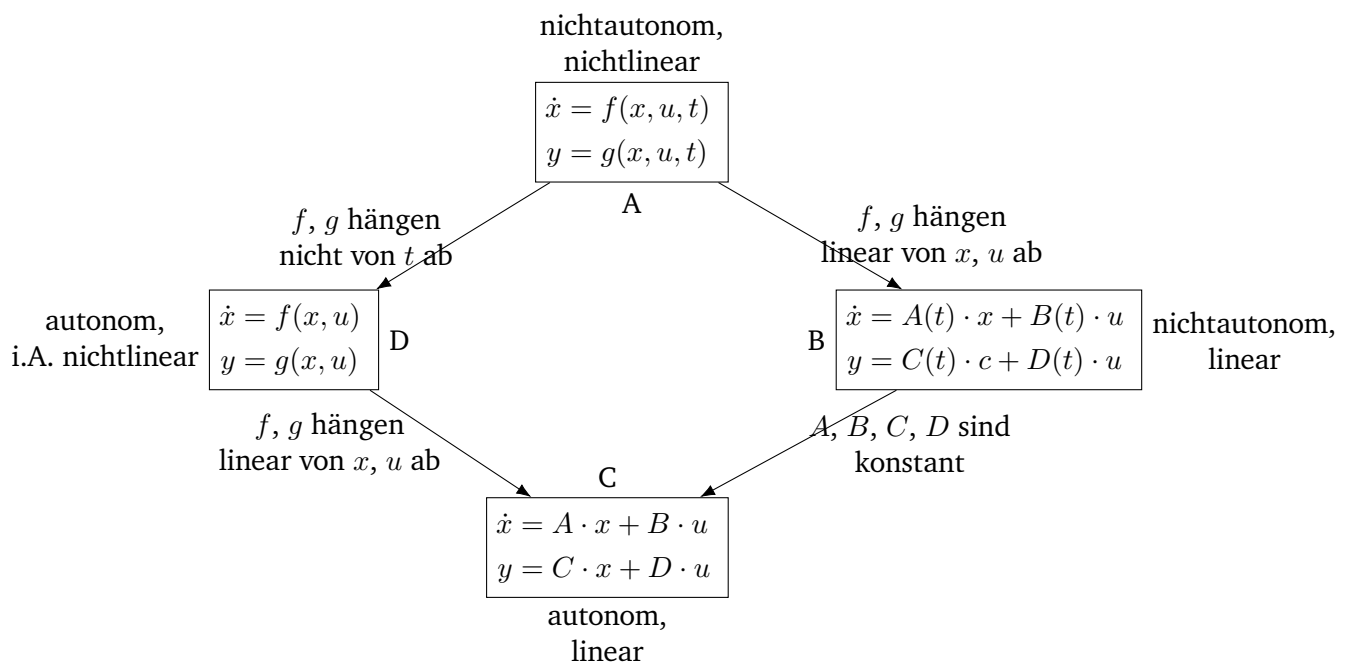 nichtautonom,
nichtlinear
ẋ = f(x, u, t)
y = g(x, u, t)
A
f, g hängen
nicht von t ab
f, g hängen
linear von x, u ab
autonom,
i.A. nichtlinear
ẋ = f(x, u)
y = g(x, u)
D
B
ẋ = A(t) · x + B(t) · u
y = C(t) · c + D(t) · u
nichtautonom,
linear
f, g hängen
linear von x, u ab
A, B, C, D sind
konstant
C
ẋ = A · x + B · u
y = C · x + D · u
autonom,
linear